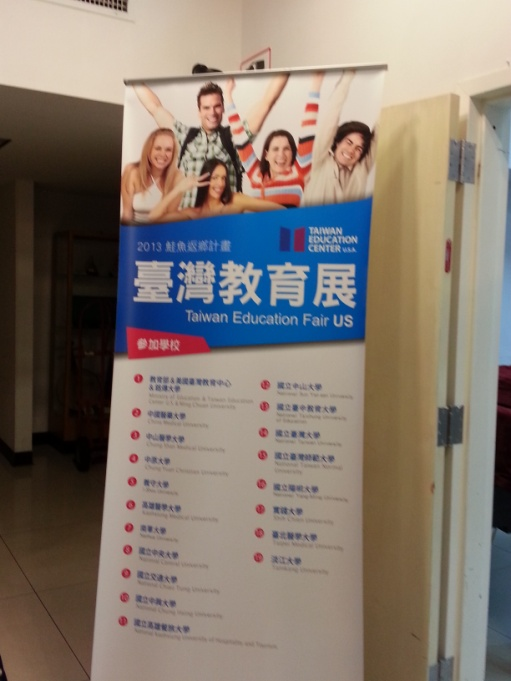 TAIWAN
EDUCATION
CENTER U.S.A.
2013 鮭魚返鄉計畫
臺灣教育展
Taiwan Education Fair US
參加學校
1 教育部&美國臺灣教育中心
&銘傳大學
Ministry of Education & Taiwan Education
Center, U.S. & Ming Chuan University
2 中國醫藥大學
China Medical University
3 中山醫學大學
Chung Shan Medical University
4 中原大學
Chung Yuan Christian University
5 逢甲大學
6 高雄醫學大學
Kaohsiung Medical University
7 南華大學
Nanhua University
8 國立中央大學
National Central University
9 國立交通大學
National Chiao Tung University
10 國立中興大學
National Chung Hsing University
11 國立高雄餐旅大學
National Kaohsiung University of Hospitality and Tourism
12 國立中山大學
National Sun Yat-sen University
13 國立臺中教育大學
National Taichung University
of Education
14 國立臺灣大學
National Taiwan University
15 國立臺灣師範大學
National Taiwan Normal
University
16 國立陽明大學
National Yang-Ming University
17 實踐大學
Shih Chien University
18 臺北醫學大學
Taipei Medical University
19 淡江大學
Tamkang University